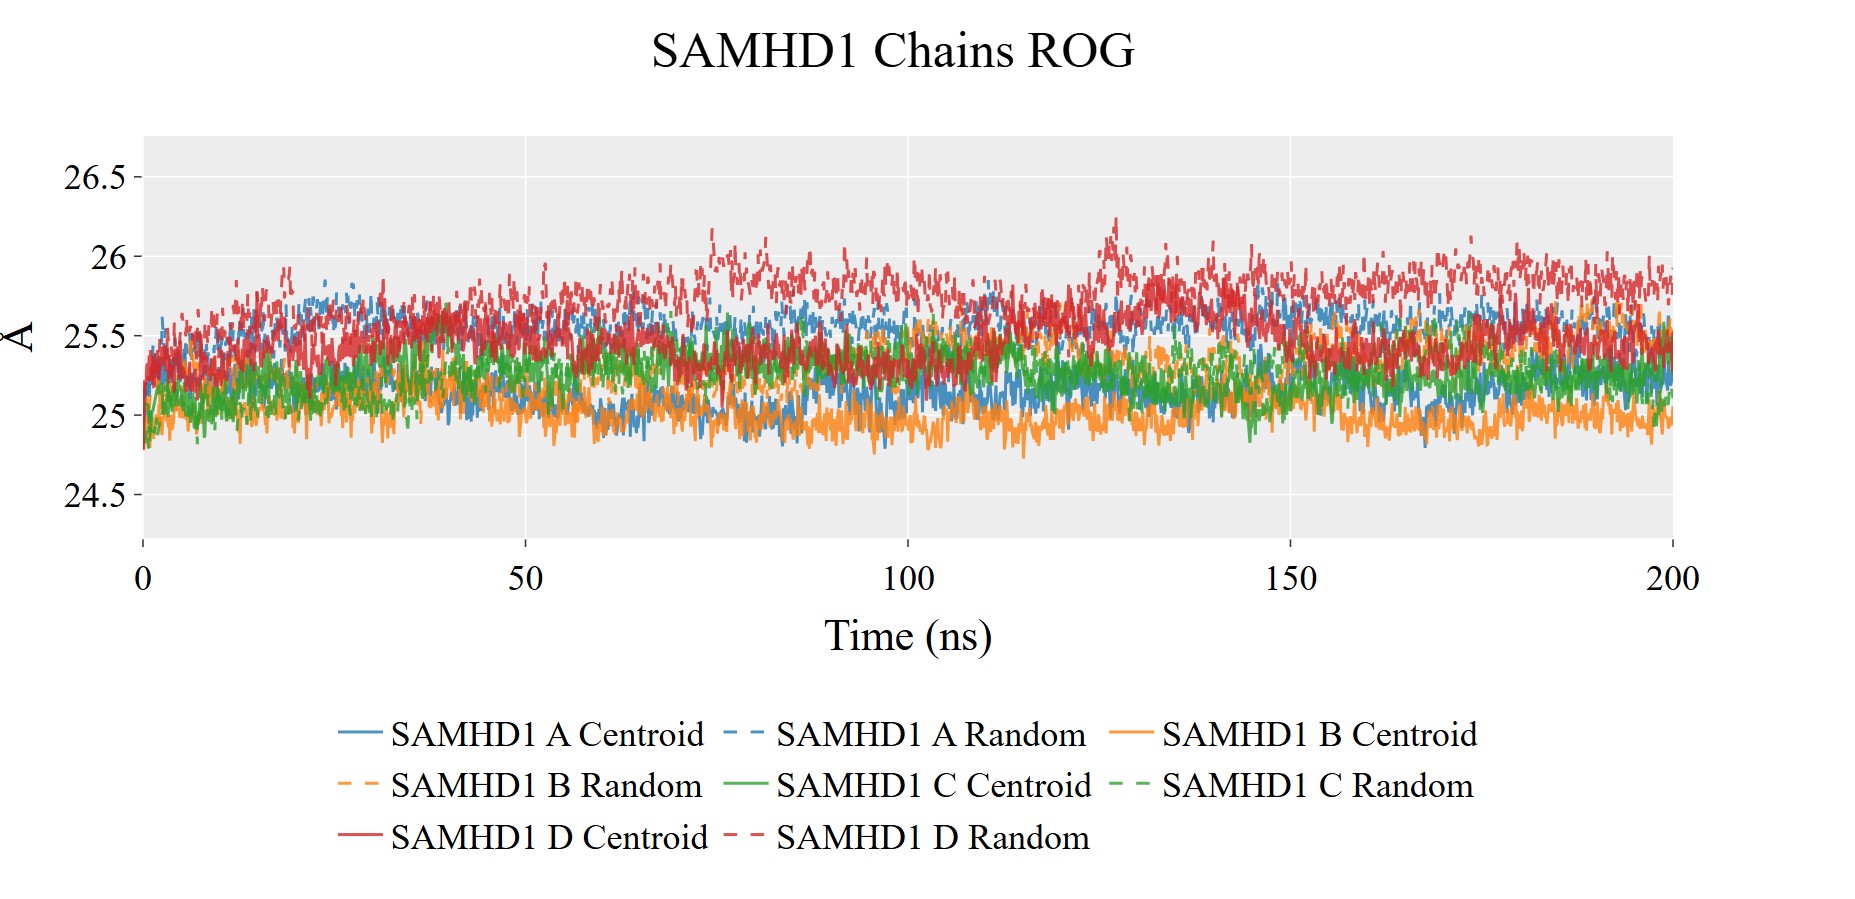 SAMHD1 Chains ROG
Å
26.5
26
25.5
25
24.5
0 50 100 150 200
Time (ns)
SAMHD1 A Centroid SAMHD1 A Random SAMHD1 B Centroid
SAMHD1 B Random SAMHD1 C Centroid SAMHD1 C Random
SAMHD1 D Centroid SAMHD1 D Random